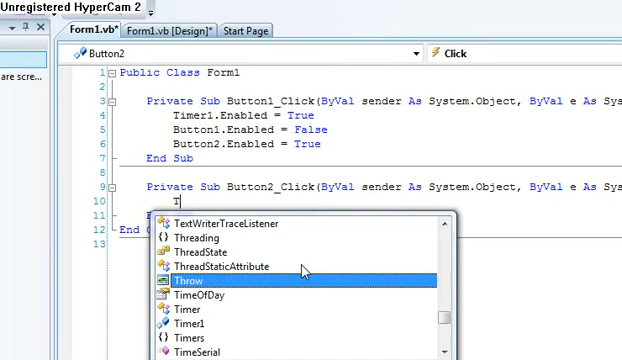 Unregistered HyperCam 2
Form1.vb* Form1.vb [Design]* Start Page
are scre...
Button2 Click
1 Public Class Form1
2
3 Private Sub Button1_Click(ByVal sender As System.Object, ByVal e As Sys
4 Timer1.Enabled = True
5 Button1.Enabled = False
6 Button2.Enabled = True
7 End Sub
8
9 Private Sub Button2_Click(ByVal sender As System.Object, ByVal e As Sys
10 T
11 E
12 End C
13
TextWriterTraceListener
{} Threading
ThreadState
ThreadStaticAttribute
Throw
TimeOfDay
Timer
Timer1
{} Timers
TimeSerial